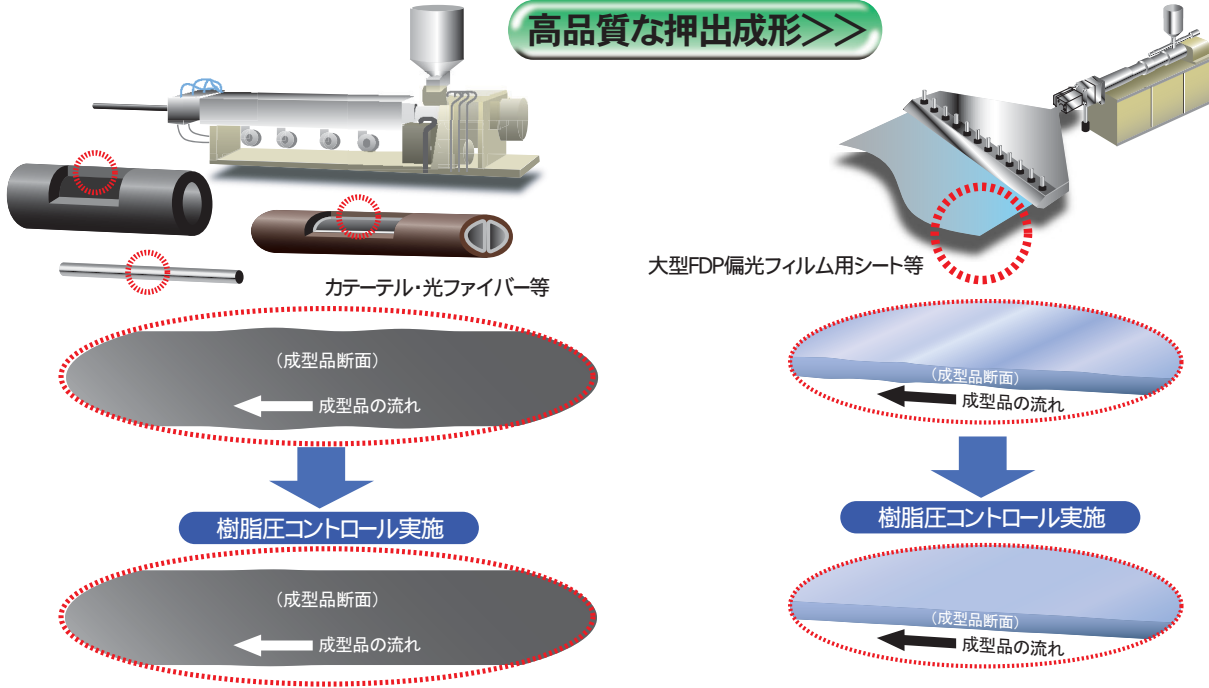 高品質な押出成形>>
カテーテル・光ファイバー等
(成型品断面)
成型品の流れ
樹脂圧コントロール実施
(成型品断面)
成型品の流れ
大型FDP偏光フィルム用シート等
(成型品断面)
成型品の流れ
樹脂圧コントロール実施
(成型品断面)
成型品の流れ